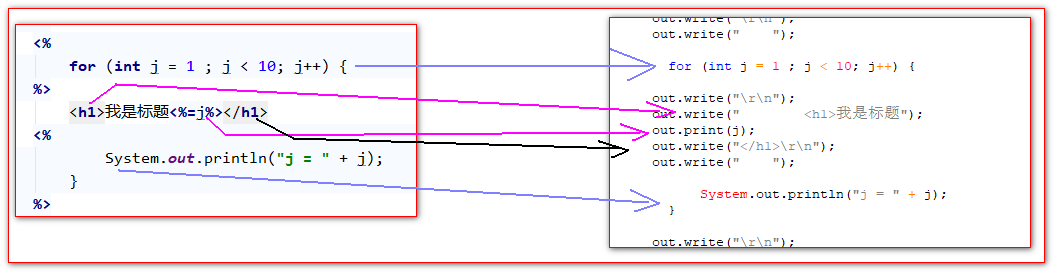 <%
for (int j = 1 ; j < 10; j++) {
%>
<h1>我是标题<%=j%></h1>
<%
System.out.println("j = " + j);
}
%>
out.write("\r\n");
out.write("    ");
for (int j = 1 ; j < 10; j++) {
out.write("\r\n");
out.write("        <h1>我是标题");
out.print(j);
out.write("</h1>\r\n");
out.write("    ");
System.out.println("j = " + j);
}
out.write("\r\n");